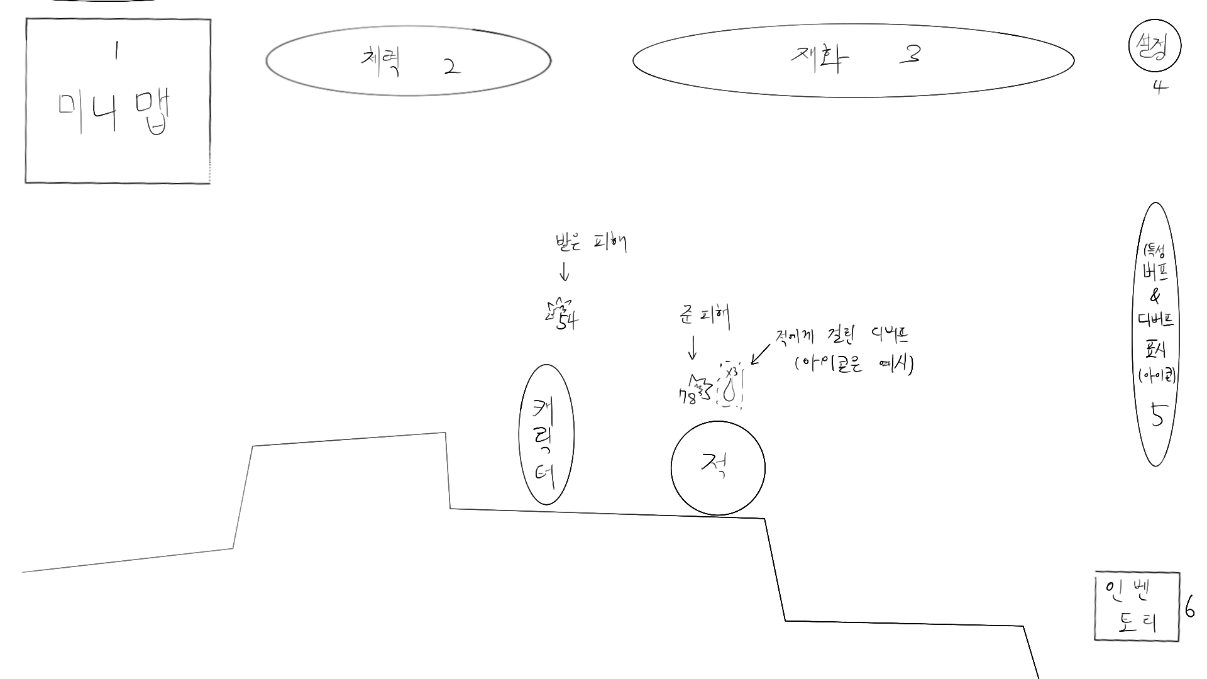 1
미니맵
체력 2
재화 3
설정
4
받은 피해
54
준피해
78
x3
적에게 걸린 디버프
(아이콘은 예시)
캐릭터
적
(특성
버프
&
디버프
표시
(아이콘)
5
인벤
토리
6